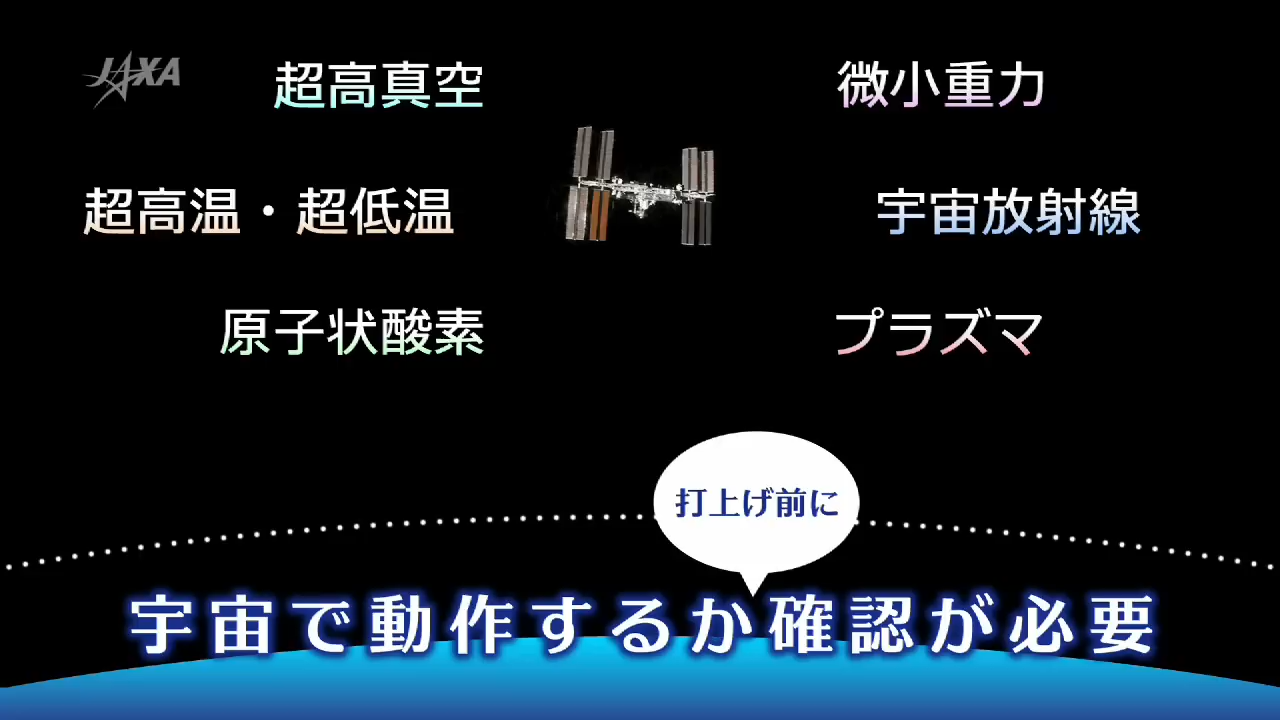 JAXA
超高真空
微小重力
超高温・超低温
宇宙放射線
原子状酸素
プラズマ
打上げ前に
宇宙で動作するか確認が必要